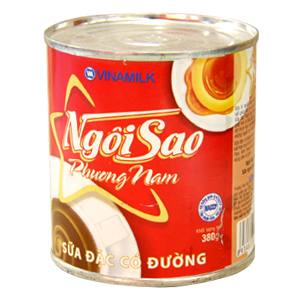 VINAMILK
Ngôi Sao
Phương Nam
380g
SỮA ĐẶC CÓ ĐƯỜNG